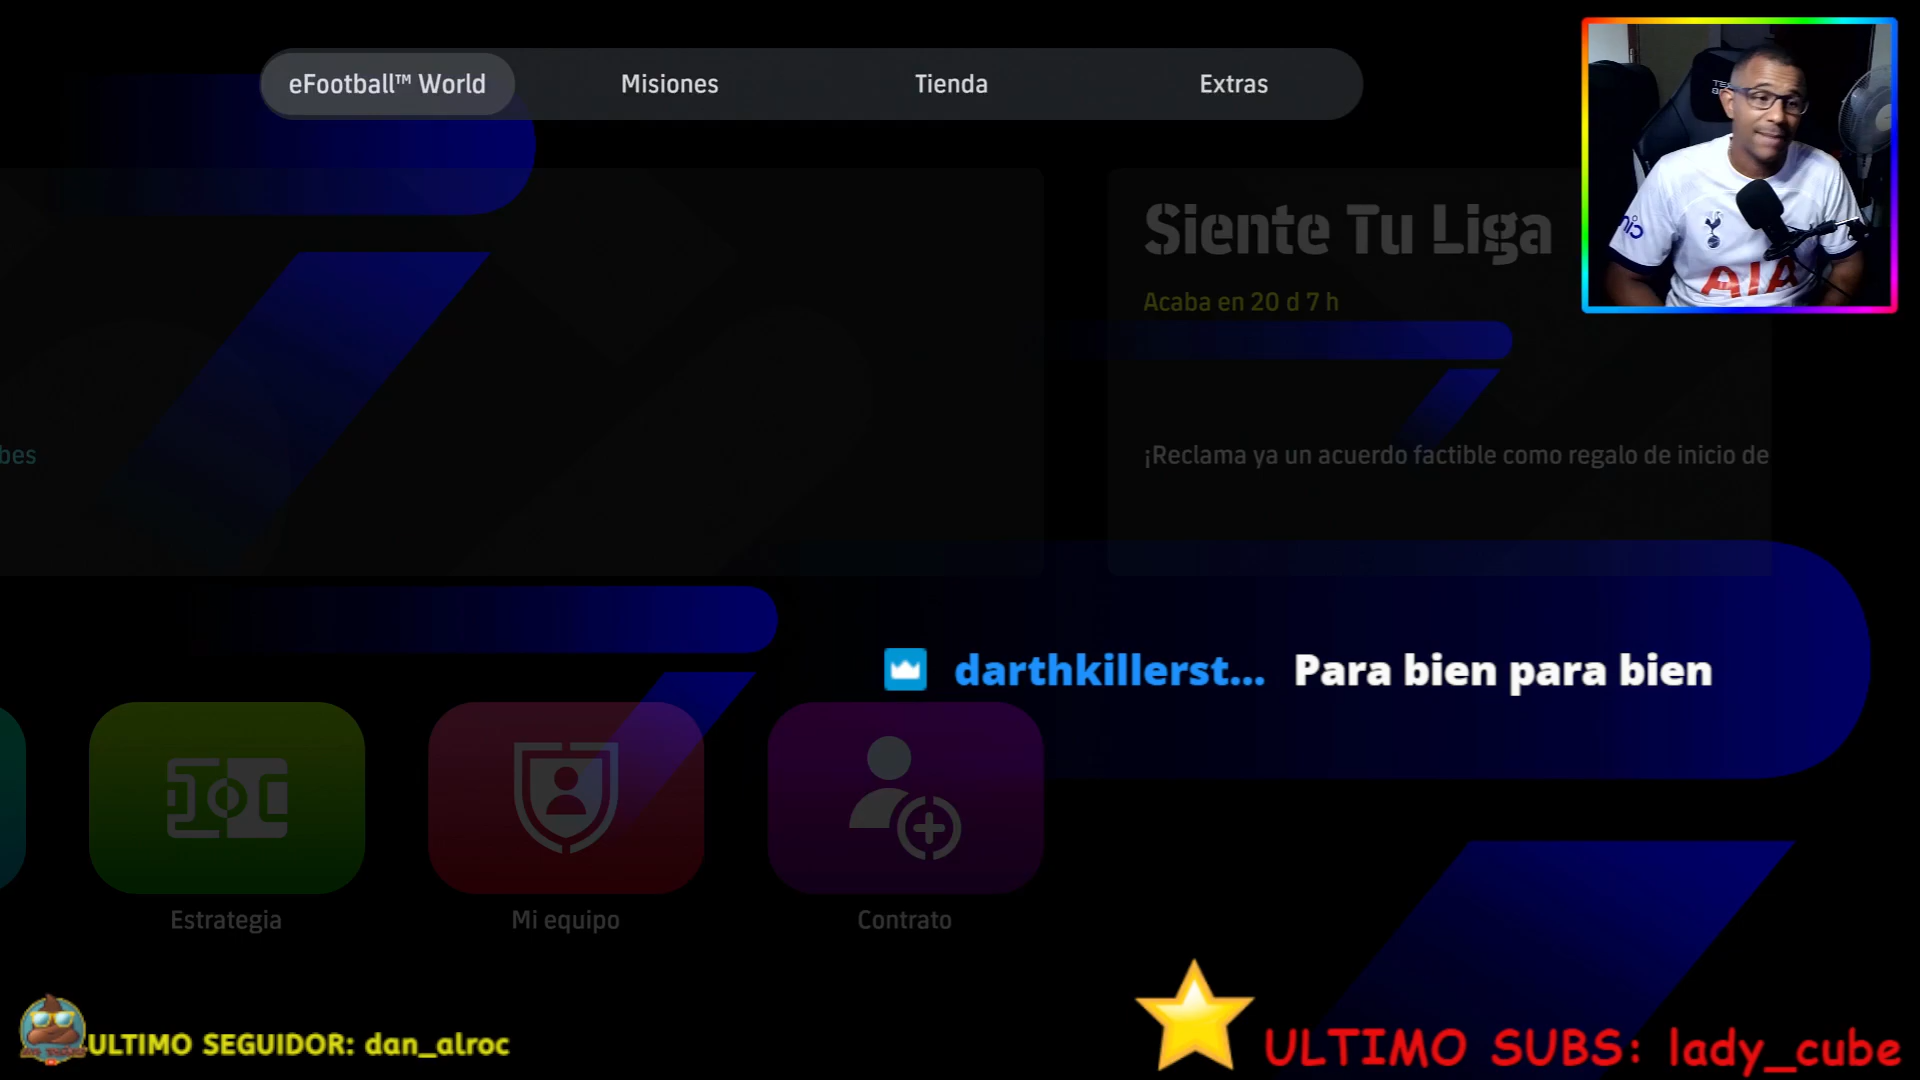 eFootball™ World
Misiones
Tienda
Extras
Siente Tu Liga
Acaba en 20 d 7 h
bes
¡Reclama ya un acuerdo factible como regalo de inicio de
AIA
darthkillerst... Para bien para bien
Estrategia
Mi equipo
Contrato
ULTIMO SEGUIDOR: dan_alroc
ULTIMO SUBS: lady_cube